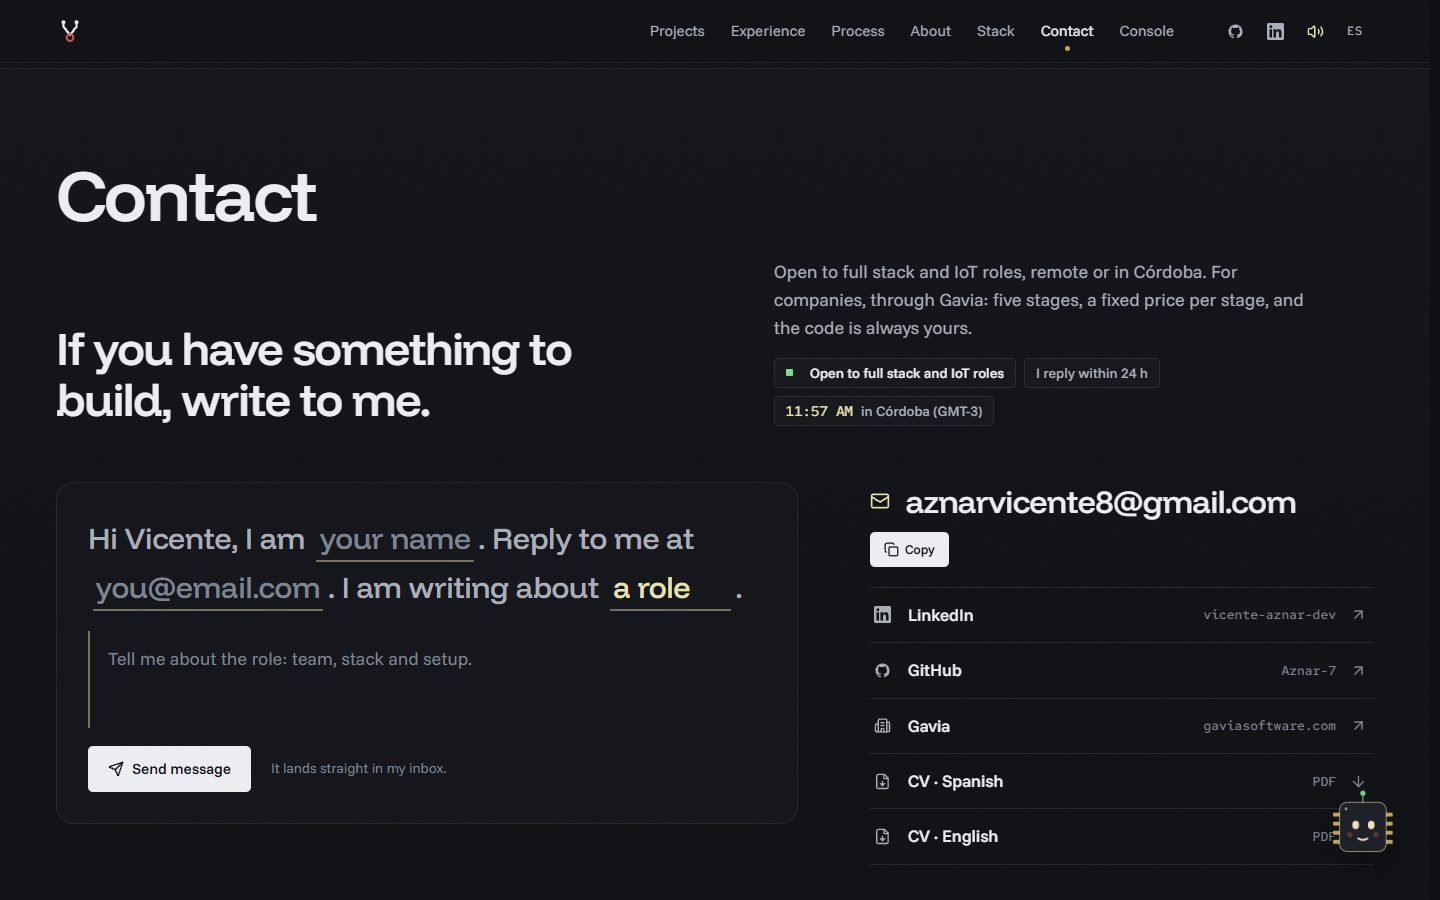 Projects Experience Process About Stack Contact Console ES
Contact
Open to full stack and IoT roles, remote or in Córdoba. For
companies, through Gavia: five stages, a fixed price per stage, and
the code is always yours.
If you have something to
build, write to me.
Open to full stack and IoT roles
I reply within 24 h
11:57 AM in Córdoba (GMT-3)
Hi Vicente, I am your name . Reply to me at
you@email.com . I am writing about a role .
Tell me about the role: team, stack and setup.
Send message
It lands straight in my inbox.
aznarvicente8@gmail.com
Copy
LinkedIn vicente-aznar-dev
GitHub Aznar-7
Gavia gaviasoftware.com
CV · Spanish PDF
CV · English PDF